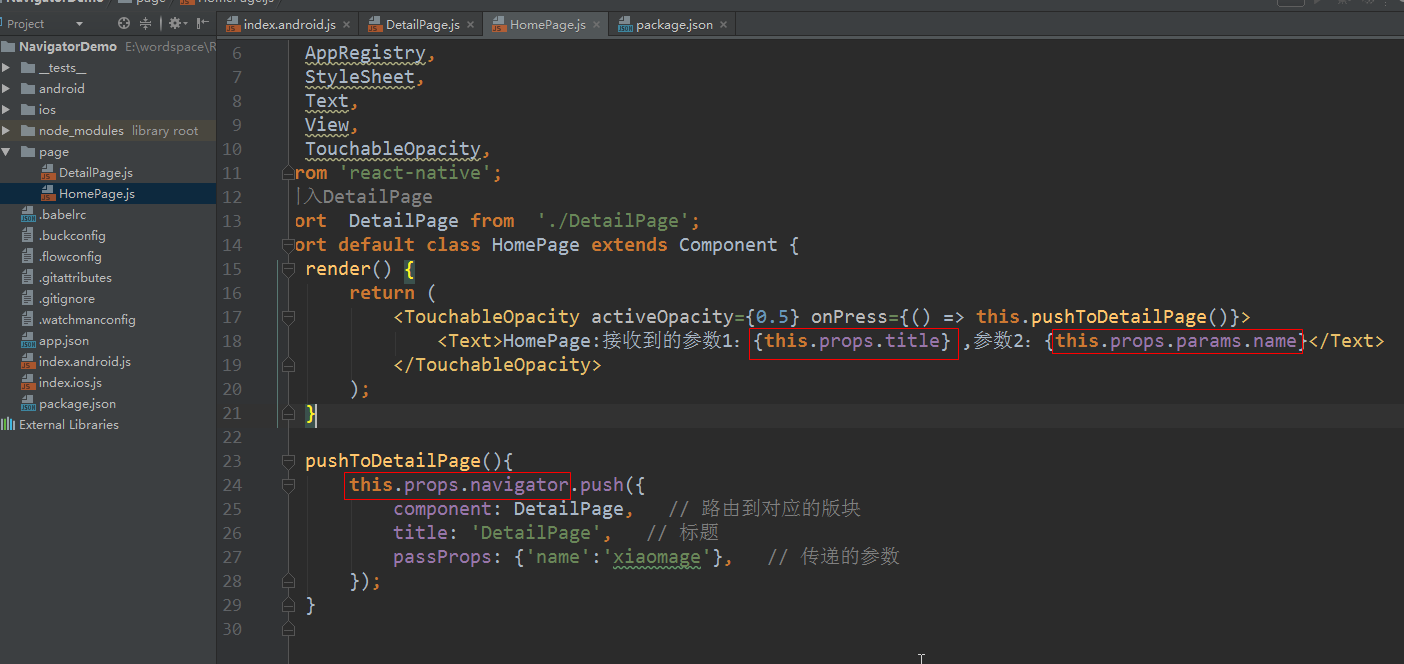 NavigatorDemo page HomePage.js
Project
index.android.js DetailPage.js HomePage.js package.json
NavigatorDemo E:\wordspace\R
__tests__
android
ios
node_modules library root
page
DetailPage.js
HomePage.js
.babelrc
.buckconfig
.flowconfig
.gitattributes
.gitignore
.watchmanconfig
app.json
index.android.js
index.ios.js
package.json
External Libraries
6 AppRegistry,
7 StyleSheet,
8 Text,
9 View,
10 TouchableOpacity,
11 rom 'react-native';
12 入DetailPage
13 ort DetailPage from './DetailPage';
14 ort default class HomePage extends Component {
15 render() {
16 return (
17 <TouchableOpacity activeOpacity={0.5} onPress={() => this.pushToDetailPage()}>
18 <Text>HomePage:接收到的参数1：{this.props.title} ,参数2：{this.props.params.name}</Text>
19 </TouchableOpacity>
20 );
21 }
22
23 pushToDetailPage(){
24 this.props.navigator.push({
25 component: DetailPage, // 路由到对应的版块
26 title: 'DetailPage', // 标题
27 passProps: {'name':'xiaomage'}, // 传递的参数
28 });
29 }
30